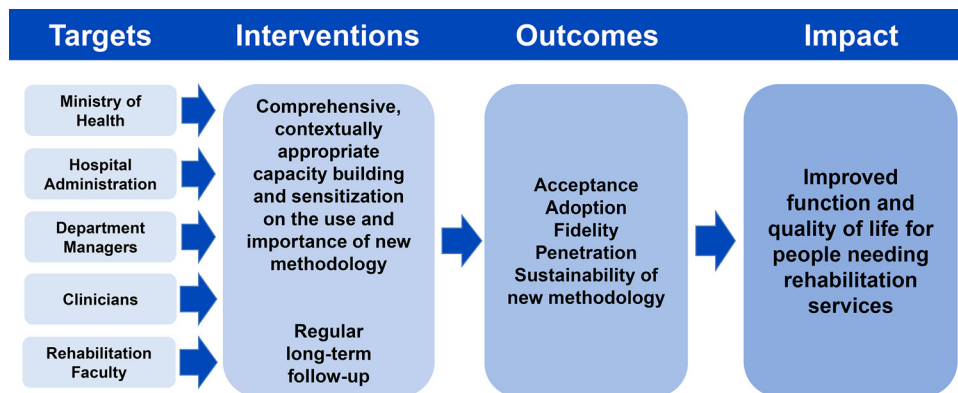 Targets
Interventions
Outcomes
Impact
Ministry of
Health
Hospital
Administration
Department
Managers
Clinicians
Rehabilitation
Faculty
Comprehensive,
contextually
appropriate
capacity building
and sensitization
on the use and
importance of new
methodology
Regular
long-term
follow-up
Acceptance
Adoption
Fidelity
Penetration
Sustainability of
new methodology
Improved
function and
quality of life for
people needing
rehabilitation
services